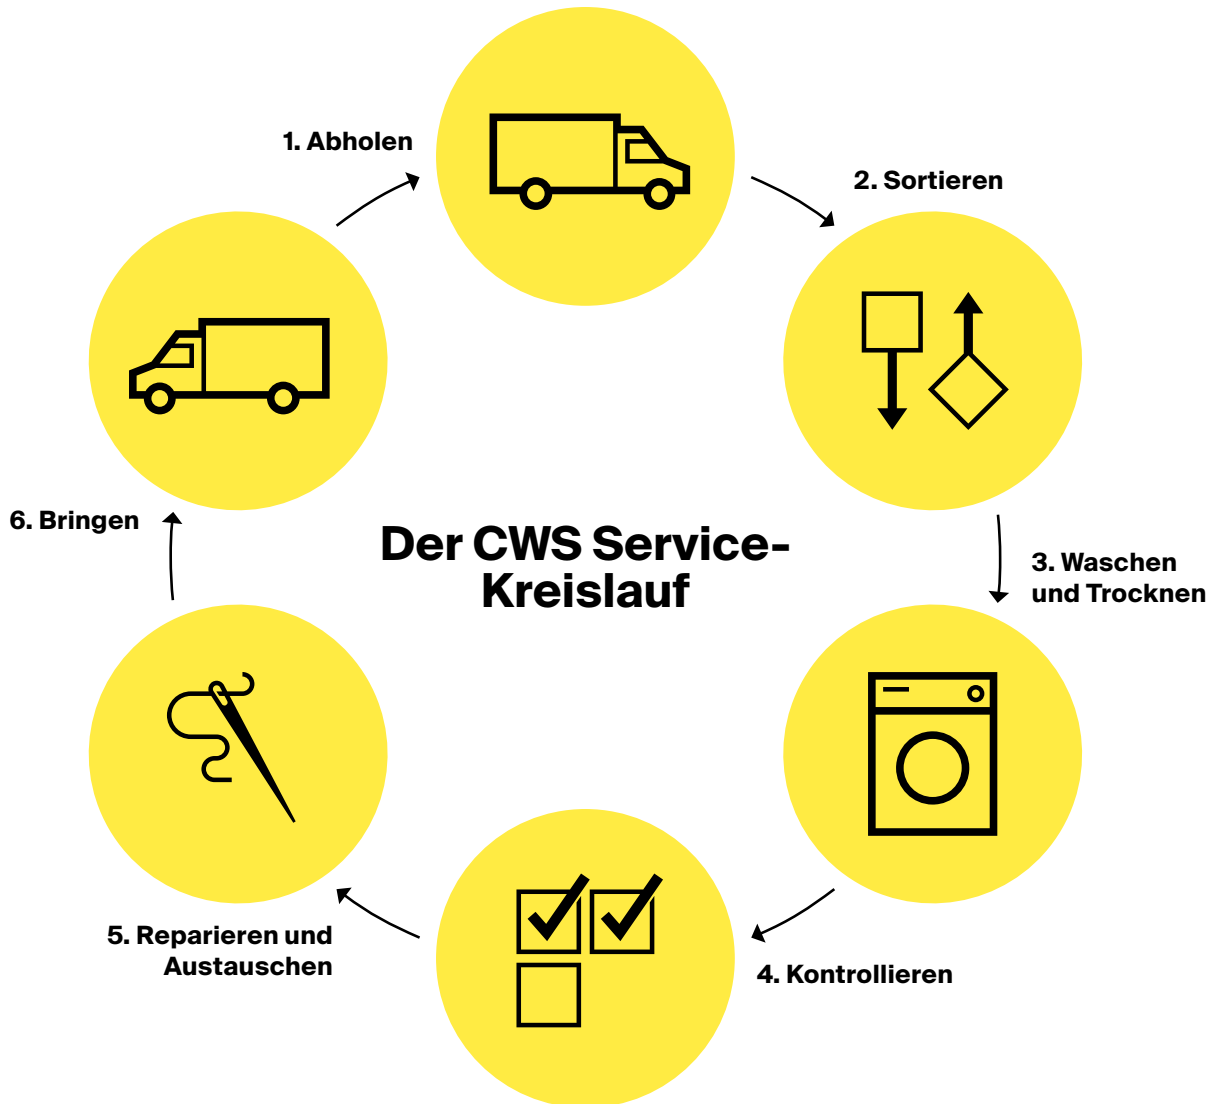 Der CWS Service-
Kreislauf
1. Abholen
2. Sortieren
3. Waschen
und Trocknen
4. Kontrollieren
5. Reparieren und
Austauschen
6. Bringen